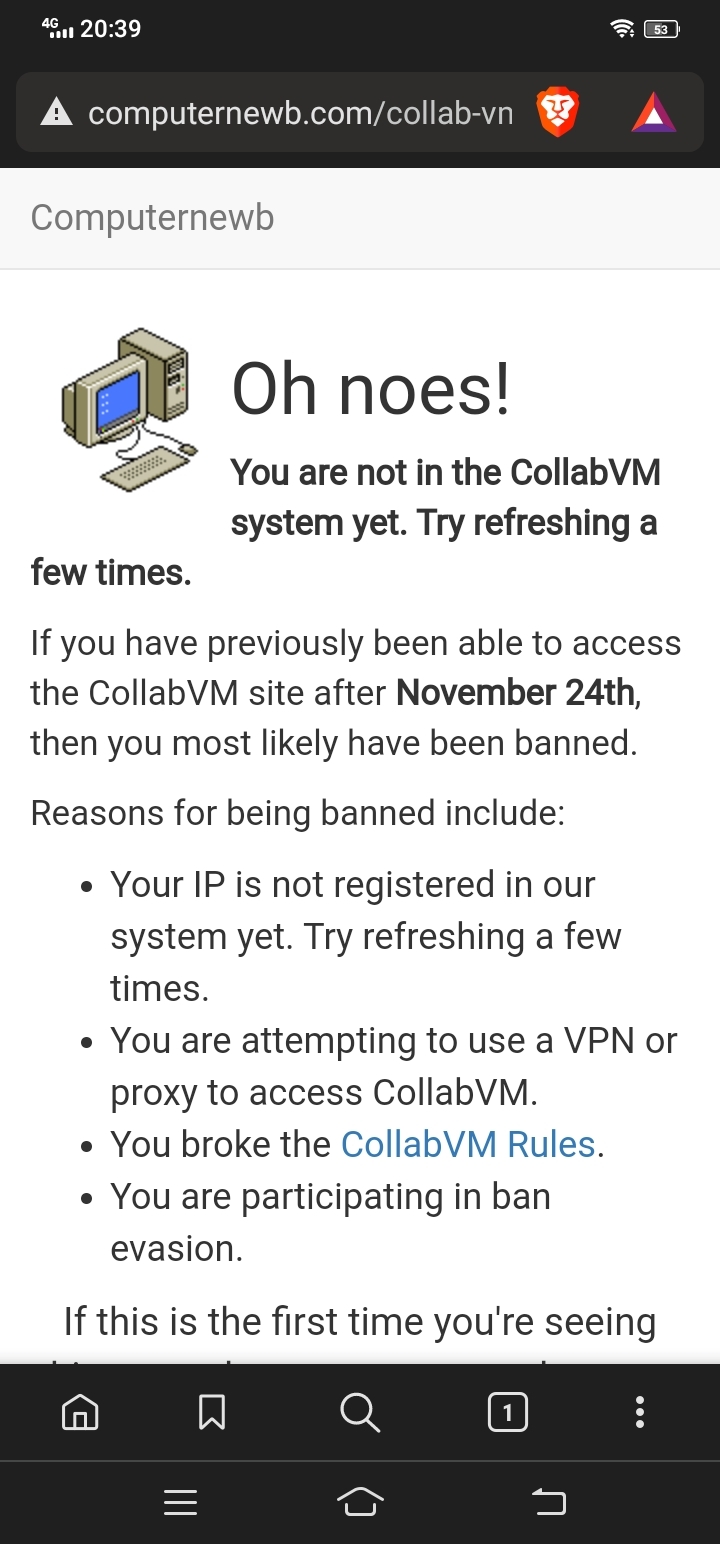 4G 20:39 53
computernewb.com/collab-vn
Computernewb
Oh noes!
You are not in the CollabVM
system yet. Try refreshing a
few times.
If you have previously been able to access
the CollabVM site after November 24th,
then you most likely have been banned.
Reasons for being banned include:
• Your IP is not registered in our
system yet. Try refreshing a few
times.
• You are attempting to use a VPN or
proxy to access CollabVM.
• You broke the CollabVM Rules.
• You are participating in ban
evasion.
If this is the first time you're seeing
1